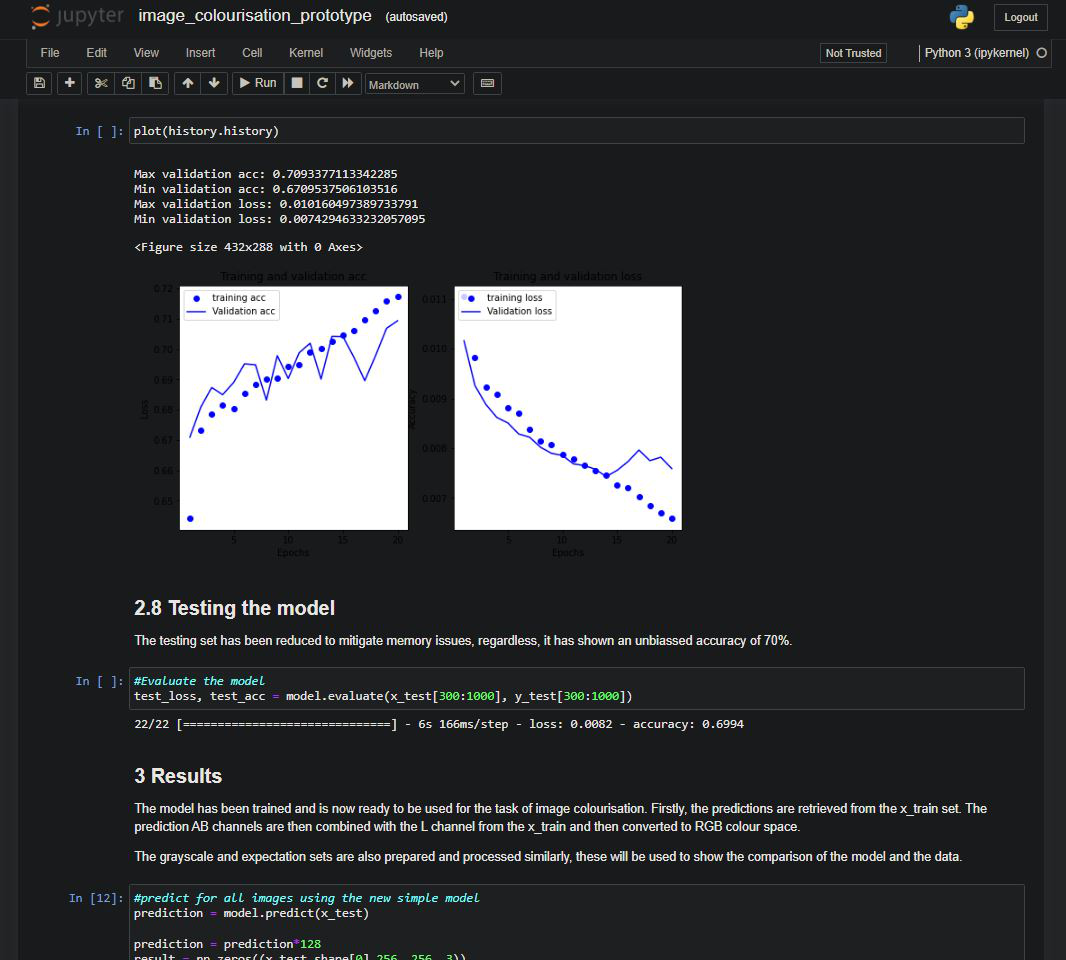 jupyter image_colourisation_prototype (autosaved) Logout
File Edit View Insert Cell Kernel Widgets Help Not Trusted Python 3 (ipykernel)
Run Markdown
In [ ]: plot(history.history)
Max validation acc: 0.7093377113342285
Min validation acc: 0.6709537506103516
Max validation loss: 0.010160497389733791
Min validation loss: 0.0074294633232057095
<Figure size 432x288 with 0 Axes>
Training and validation acc
training acc
Validation acc
0.72
0.71
0.70
0.69
0.68
0.67
0.66
0.65
Loss
5 10 15 20
Epochs
Training and validation loss
training loss
Validation loss
0.011
0.010
0.009
0.008
0.007
Accuracy
5 10 15 20
Epochs
2.8 Testing the model
The testing set has been reduced to mitigate memory issues, regardless, it has shown an unbiassed accuracy of 70%.
In [ ]: #Evaluate the model
test_loss, test_acc = model.evaluate(x_test[300:1000], y_test[300:1000])
22/22 [==============================] - 6s 166ms/step - loss: 0.0082 - accuracy: 0.6994
3 Results
The model has been trained and is now ready to be used for the task of image colourisation. Firstly, the predictions are retrieved from the x_train set. The
prediction AB channels are then combined with the L channel from the x_train and then converted to RGB colour space.
The grayscale and expectation sets are also prepared and processed similarly, these will be used to show the comparison of the model and the data.
In [12]: #predict for all images using the new simple model
prediction = model.predict(x_test)
prediction = prediction*128
result = np.zeros((x_test.shape[0],256, 256, 3))